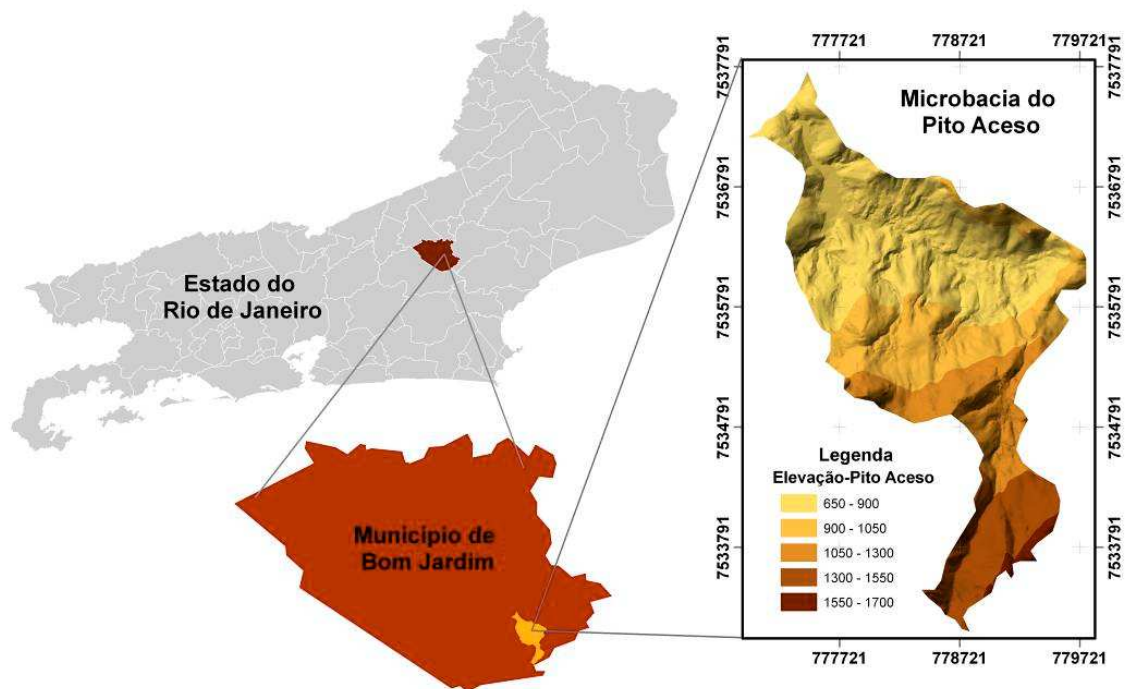 Estado do
Rio de Janeiro
Município de
Bom Jardim
777721 778721 779721
7537791 7537791
Microbacia do
Pito Aceso
7536791 7536791
7535791 7535791
7534791 7534791
Legenda
Elevação-Pito Aceso
650 - 900
900 - 1050
1050 - 1300
1300 - 1550
1550 - 1700
7533791 7533791
777721 778721 779721